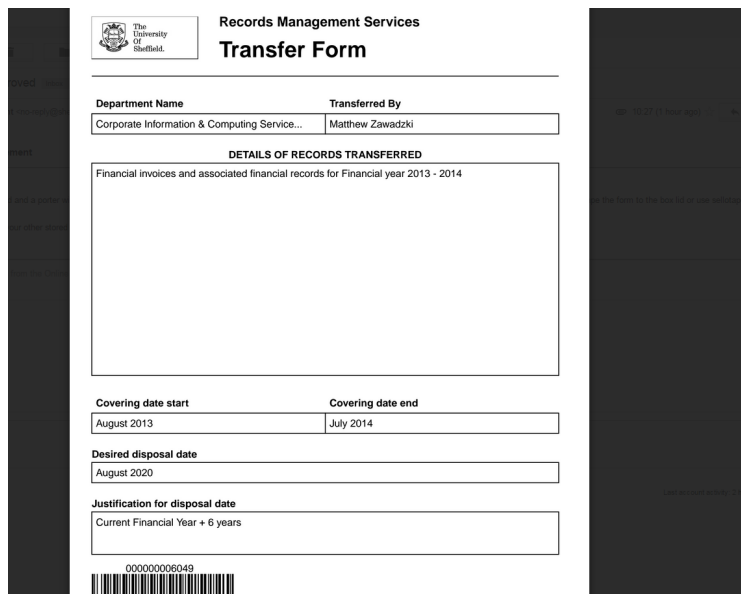 The
University
Of
Sheffield.
Records Management Services
Transfer Form
Department Name
Transferred By
Corporate Information & Computing Service...
Matthew Zawadzki
DETAILS OF RECORDS TRANSFERRED
Financial invoices and associated financial records for Financial year 2013 - 2014
Covering date start
Covering date end
August 2013
July 2014
Desired disposal date
August 2020
Justification for disposal date
Current Financial Year + 6 years
000000006049